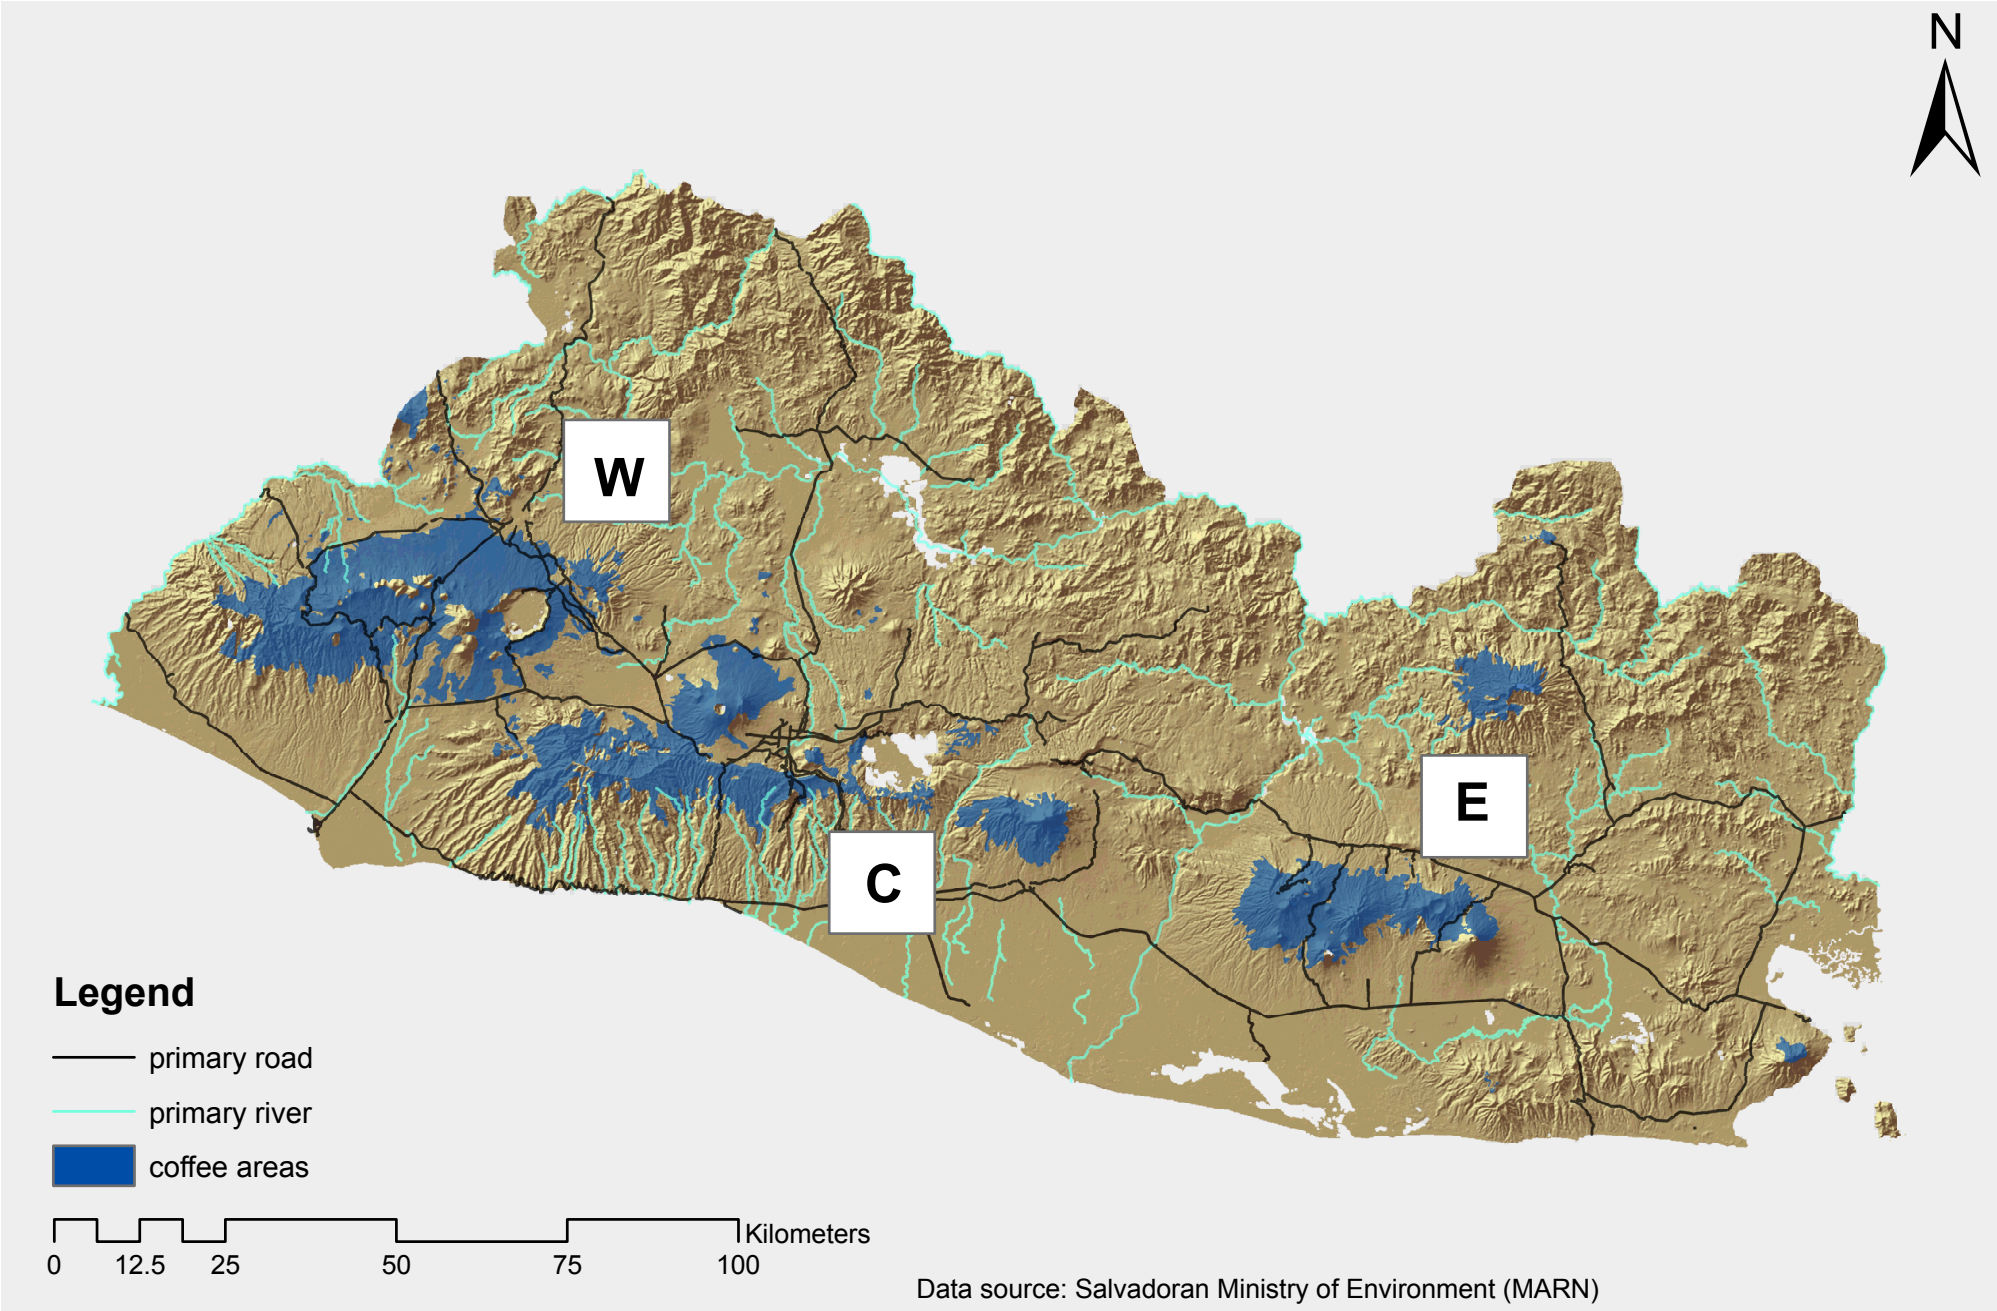 N
W
E
C
Legend
primary road
primary river
coffee areas
Kilometers
0 12.5 25 50 75 100
Data source: Salvadoran Ministry of Environment (MARN)